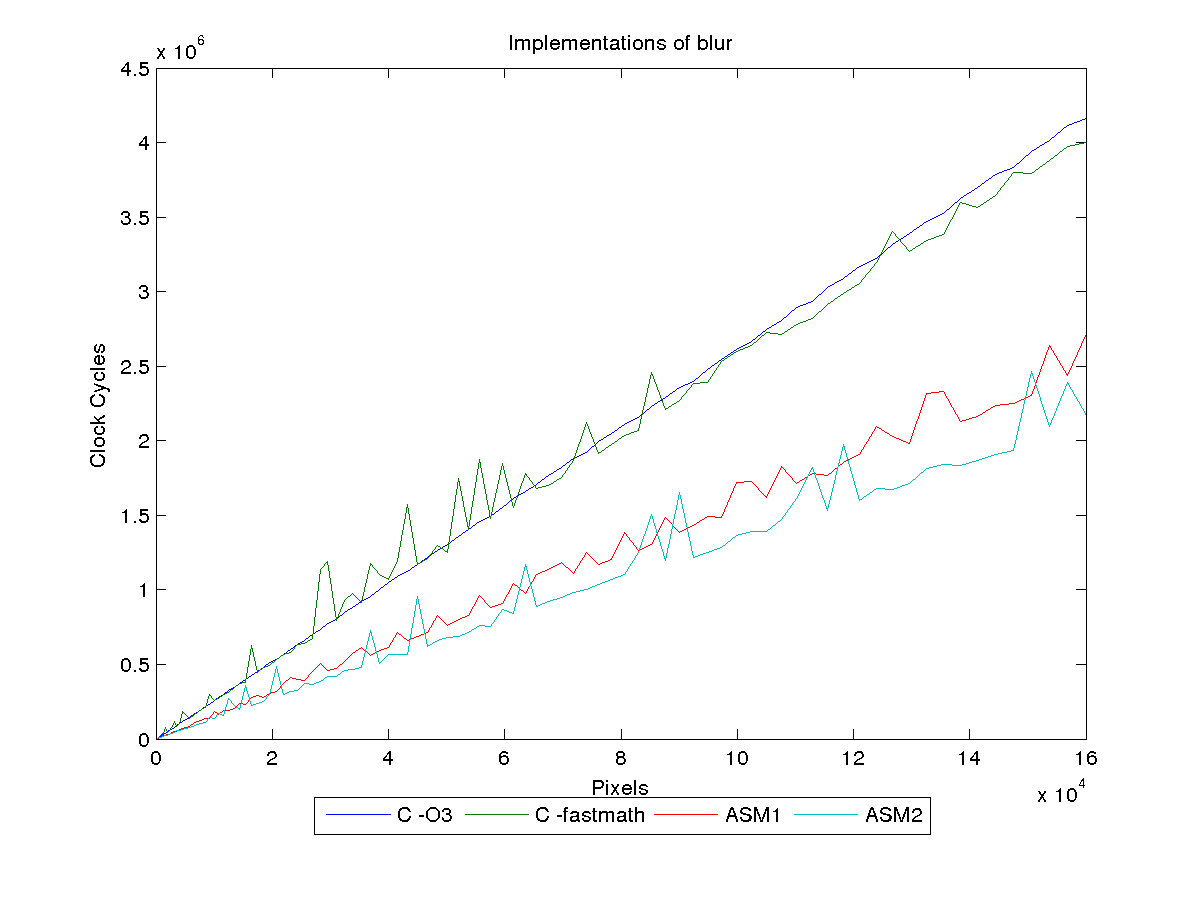 Implementations of blur
x 10^6
4.5
4
3.5
3
2.5
2
1.5
1
0.5
0
Clock Cycles
0 2 4 6 8 10 12 14 16
Pixels
x 10^4
C -O3 C -fastmath ASM1 ASM2